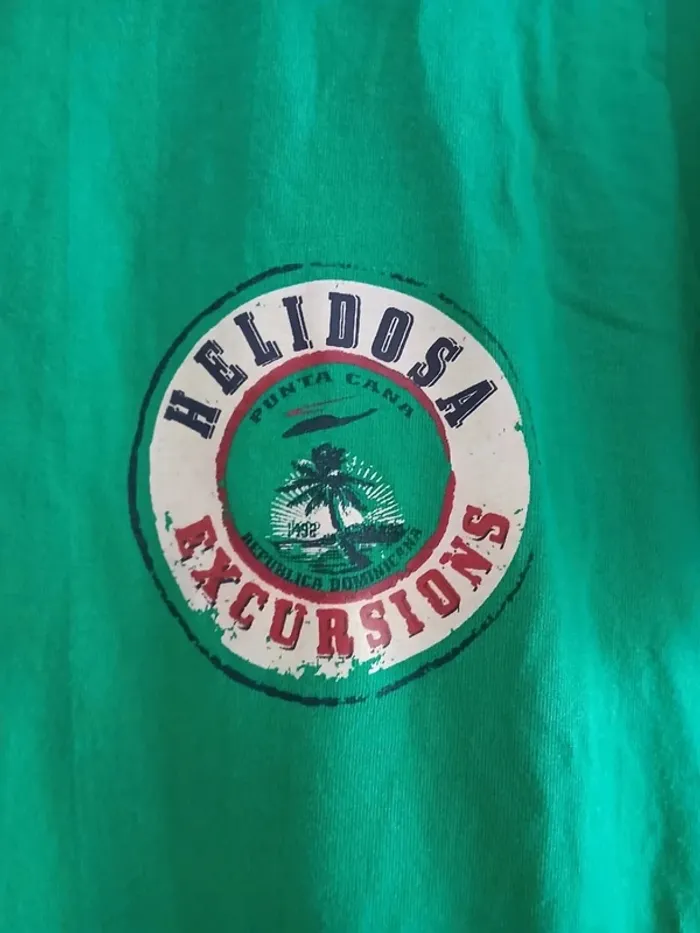 HELIDOSA
PUNTA CANA
1492
REPUBLICA DOMINICANA
EXCURSIONS